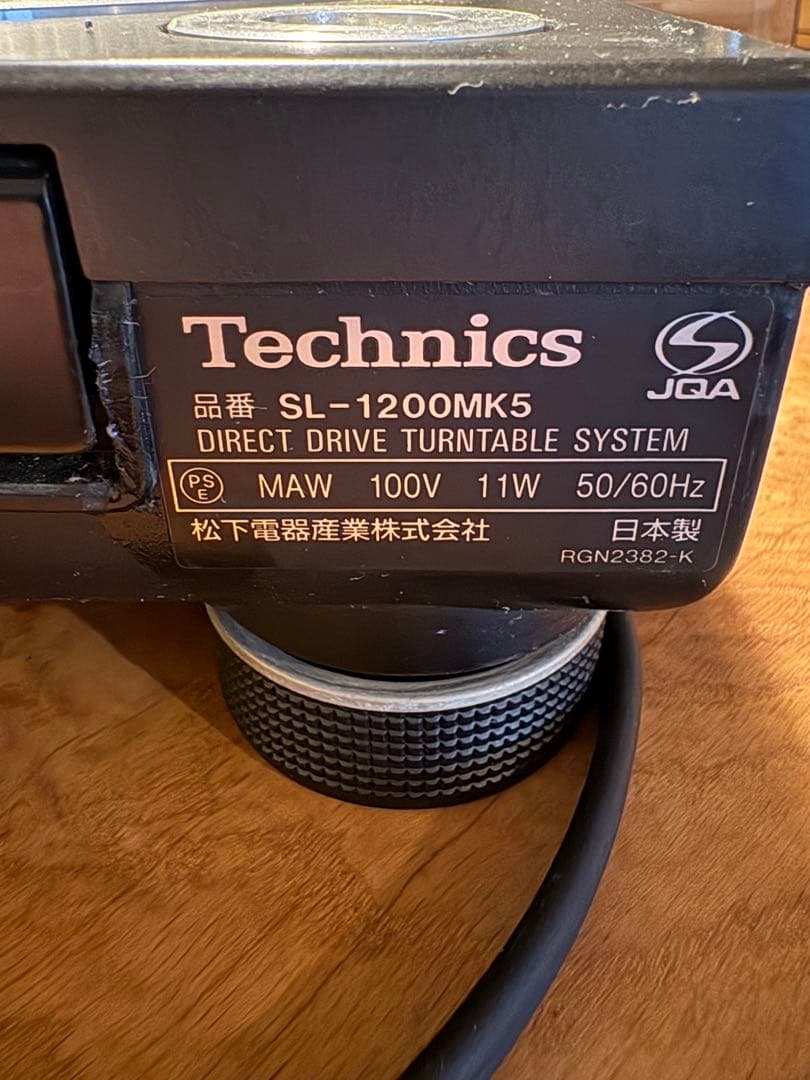 Technics
JQA
品番 SL-1200MK5
DIRECT DRIVE TURNTABLE SYSTEM
PS E MAW 100V 11W 50/60Hz
松下電器産業株式会社 日本製
RGN2382-K